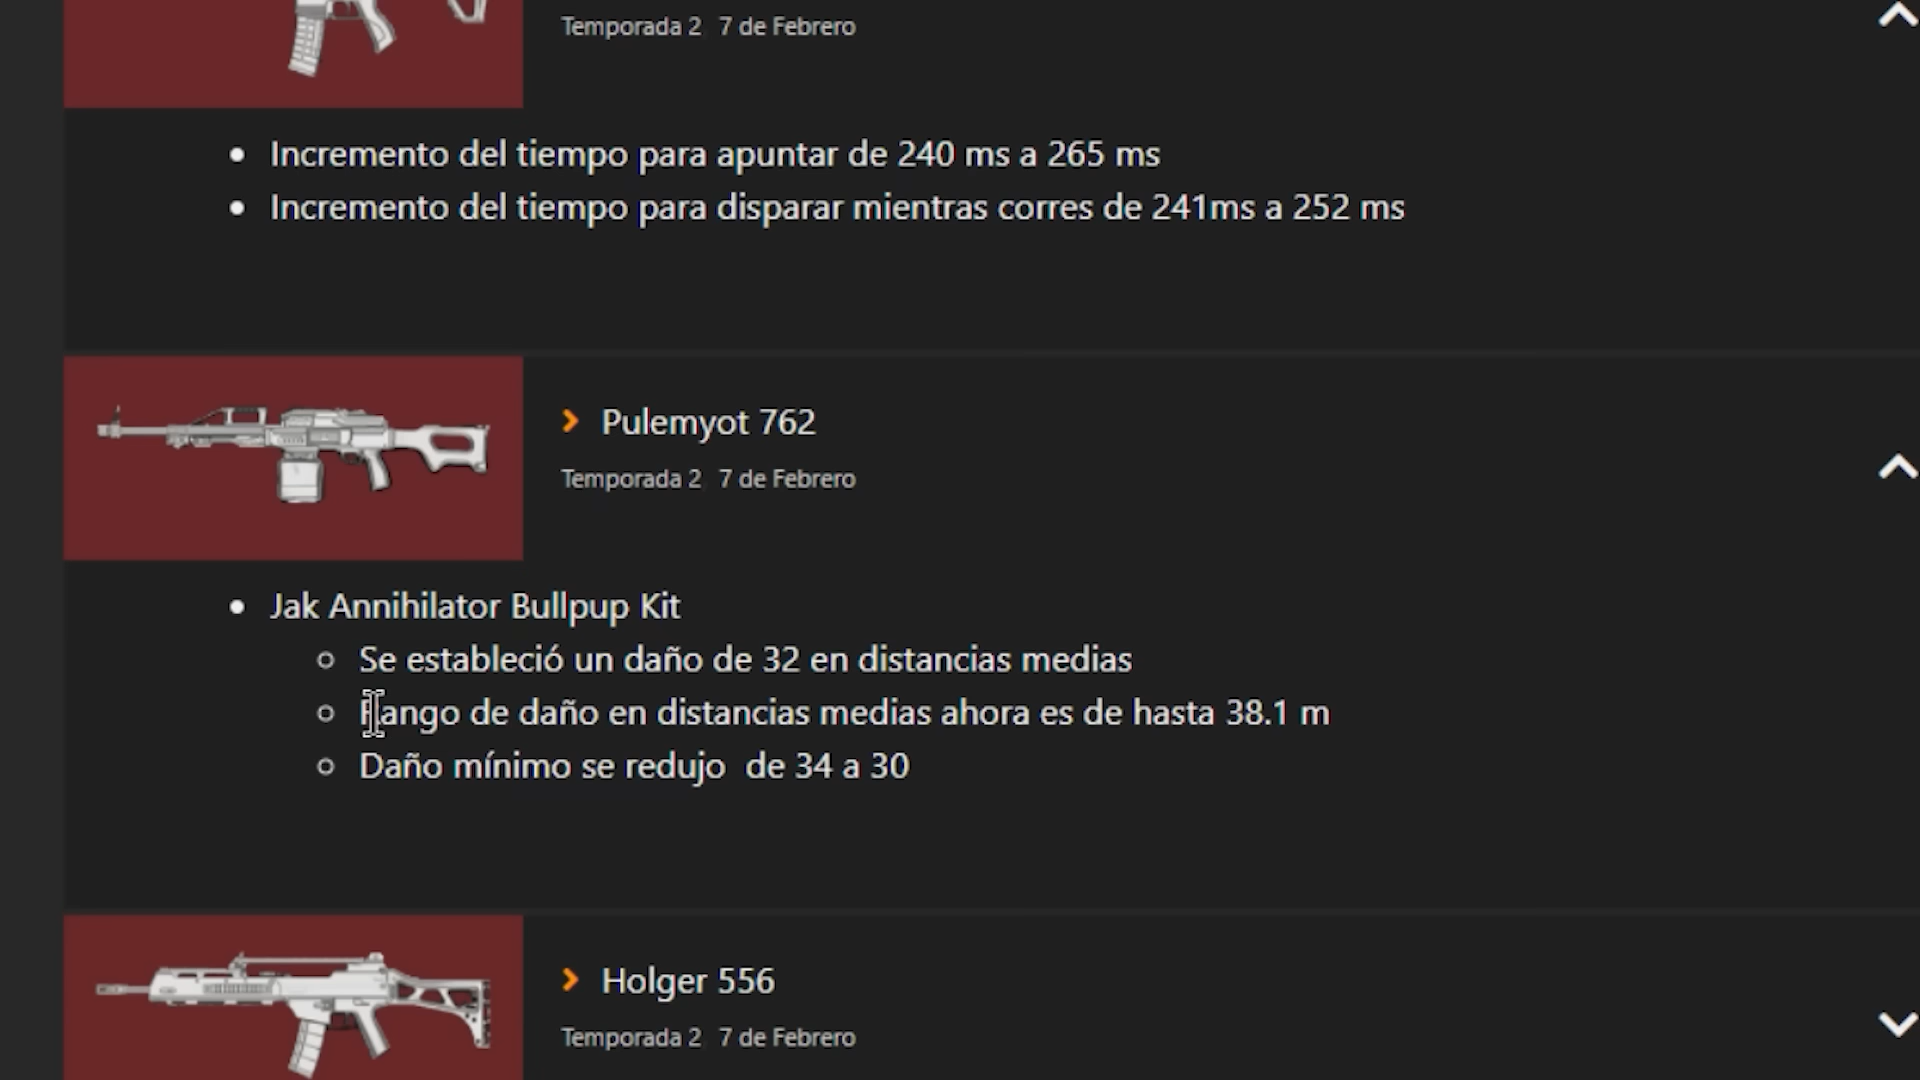 Temporada 2 7 de Febrero
Incremento del tiempo para apuntar de 240 ms a 265 ms
Incremento del tiempo para disparar mientras corres de 241ms a 252 ms
Pulemyot 762
Temporada 2 7 de Febrero
Jak Annihilator Bullpup Kit
Se estableció un daño de 32 en distancias medias
Rango de daño en distancias medias ahora es de hasta 38.1 m
Daño mínimo se redujo  de 34 a 30
Holger 556
Temporada 2 7 de Febrero